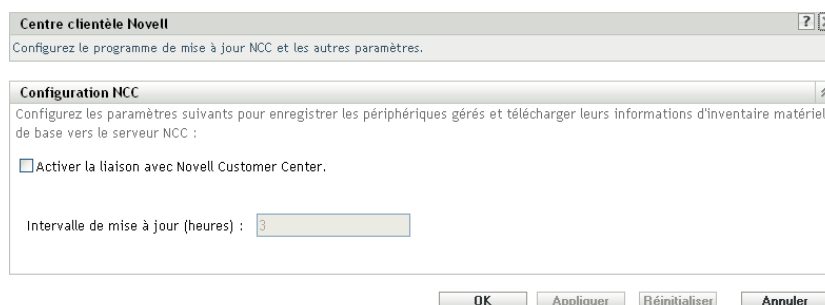 Centre clientèle Novell
?
Configurez le programme de mise à jour NCC et les autres paramètres.
Configuration NCC
Configurez les paramètres suivants pour enregistrer les périphériques gérés et télécharger leurs informations d'inventaire matériel
de base vers le serveur NCC :
Activer la liaison avec Novell Customer Center.
Intervalle de mise à jour (heures) : 3
OK Appliquer Réinitialiser Annuler